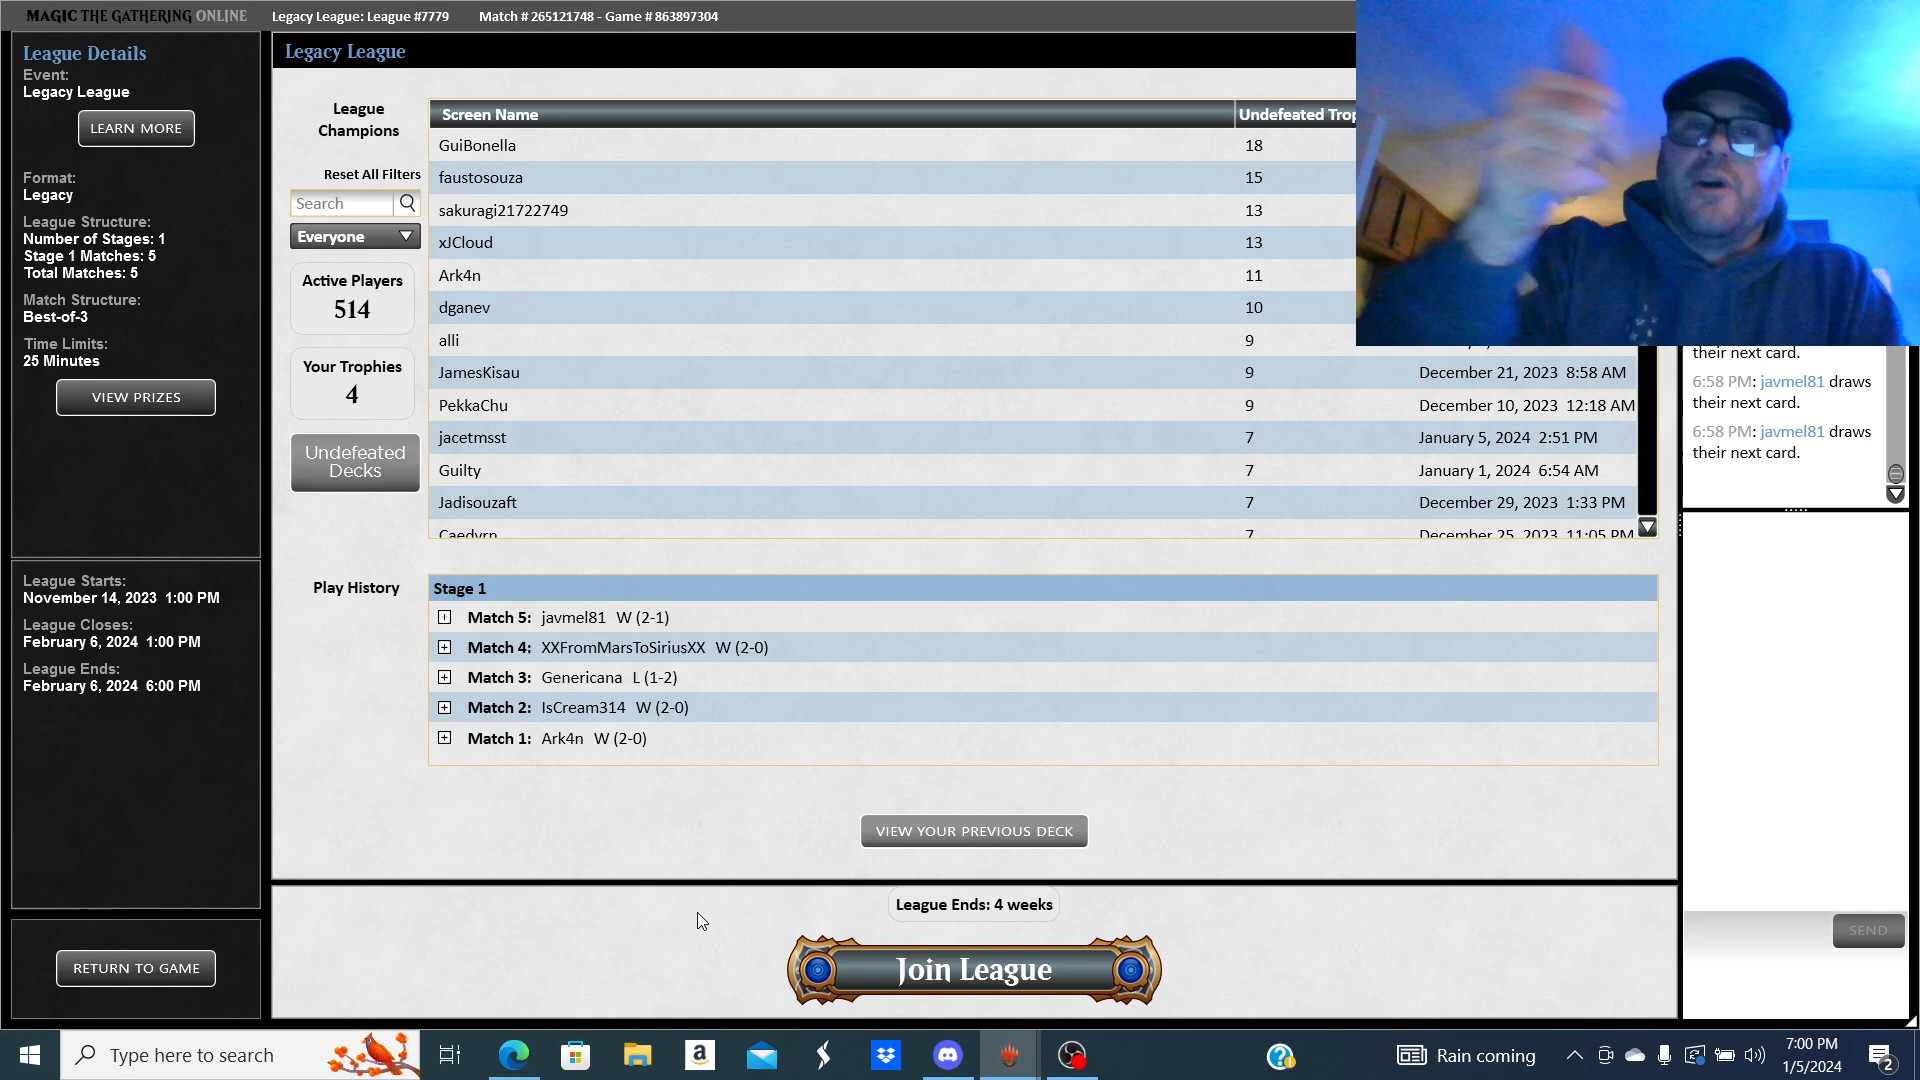 MAGIC THE GATHERING ONLINE
Legacy League: League #7779
Match # 265121748 - Game # 863897304
League Details
Event:
Legacy League
LEARN MORE
Format:
Legacy
League Structure:
Number of Stages: 1
Stage 1 Matches: 5
Total Matches: 5
Match Structure:
Best-of-3
Time Limits:
25 Minutes
VIEW PRIZES
League Starts:
November 14, 2023 1:00 PM
League Closes:
February 6, 2024 1:00 PM
League Ends:
February 6, 2024 6:00 PM
RETURN TO GAME
Legacy League
League
Champions
Reset All Filters
Search
Everyone
Active Players
514
Your Trophies
4
Undefeated
Decks
Screen Name Undefeated Trop
GuiBonella 18
faustosouza 15
sakuragi21722749 13
xJCloud 13
Ark4n 11
dganev 10
alli 9
JamesKisau 9 December 21, 2023 8:58 AM
PekkaChu 9 December 10, 2023 12:18 AM
jacetmsst 7 January 5, 2024 2:51 PM
Guilty 7 January 1, 2024 6:54 AM
Jadisouzaft 7 December 29, 2023 1:33 PM
Caedyrn 7 December 25, 2023 11:05 PM
Play History
Stage 1
Match 5: javmel81 W (2-1)
Match 4: XXFromMarsToSiriusXX W (2-0)
Match 3: Genericana L (1-2)
Match 2: IsCream314 W (2-0)
Match 1: Ark4n W (2-0)
VIEW YOUR PREVIOUS DECK
League Ends: 4 weeks
Join League
their next card.
6:58 PM: javmel81 draws
their next card.
6:58 PM: javmel81 draws
their next card.
SEND
Type here to search
a
Rain coming
7:00 PM
1/5/2024
2